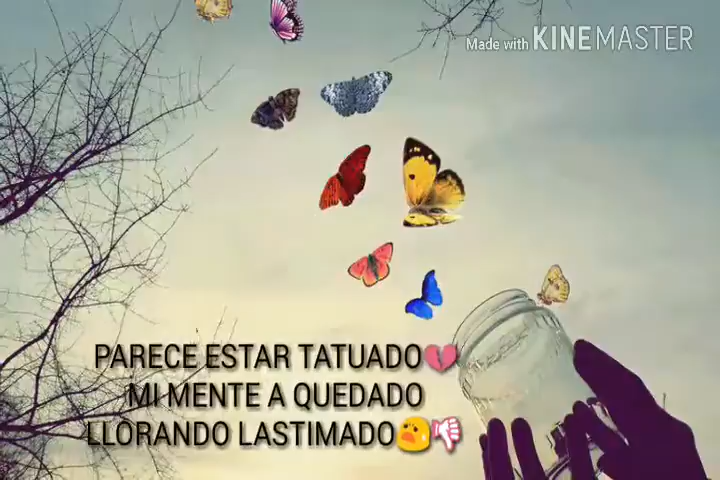 Made with KINEMASTER
PARECE ESTAR TATUADO💔
MI MENTE A QUEDADO
LLORANDO LASTIMADO😧👎